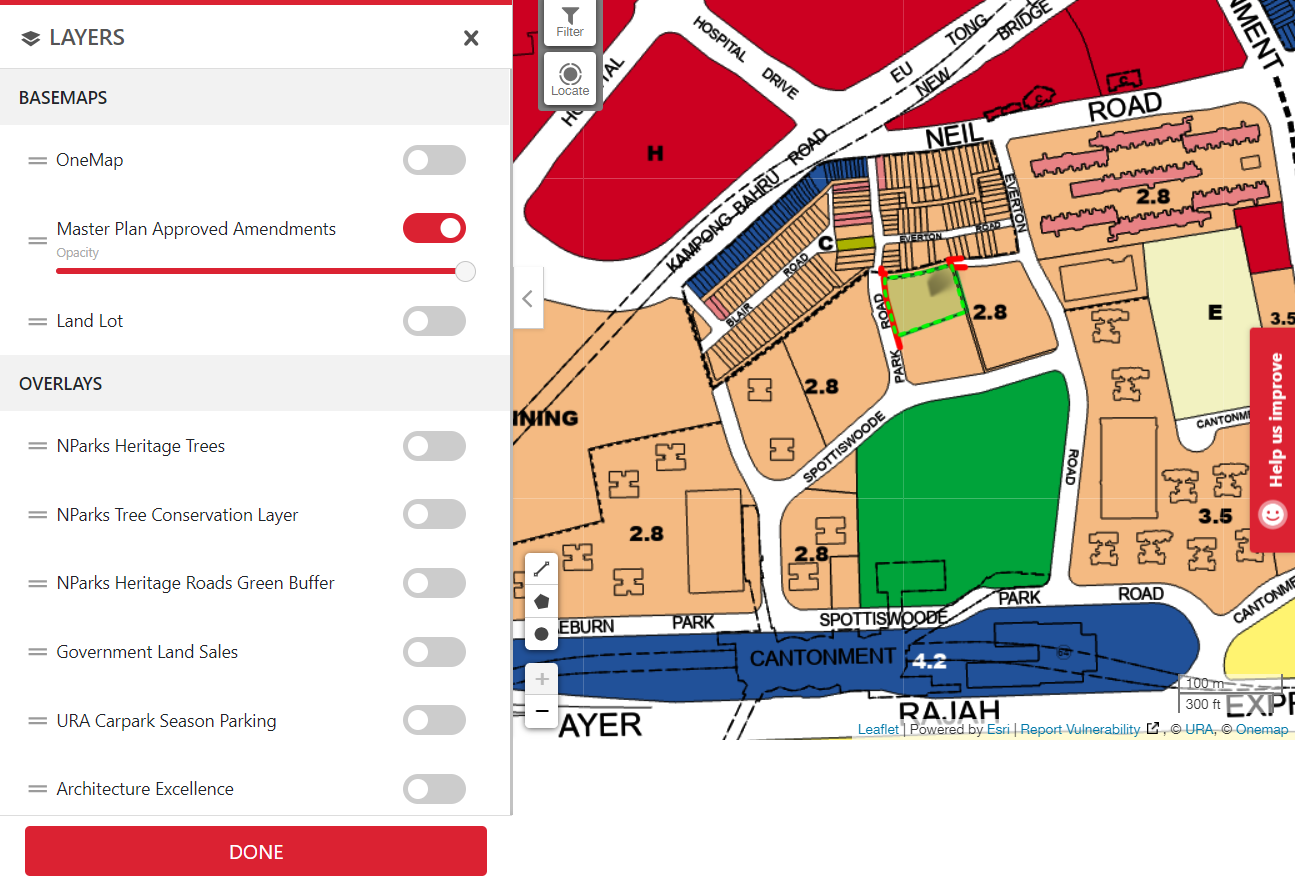 LAYERS
BASEMAPS
OneMap
Master Plan Approved Amendments
Opacity
Land Lot
OVERLAYS
NParks Heritage Trees
NParks Tree Conservation Layer
NParks Heritage Roads Green Buffer
Government Land Sales
URA Carpark Season Parking
Architecture Excellence
DONE
Filter
Locate
HOSPITAL
DRIVE
EU
TONG
NEW
BRIDGE
H
KAMPONG BAHRU ROAD
NEIL
ROAD
C
C
EVERTON
EVERTON ROAD
2.8
C
BLAIR
ROAD
ROAD
PARK
2.8
E
3.5
2.8
NING
SPOTTISWOODE
ROAD
CANTONM
2.8
2.8
3.5
EBURN
PARK
SPOTTISWOODE
PARK
ROAD
CANTONME
CANTONMENT
4.2
AYER
RAJAH
EXP
100 m
300 ft
Help us improve
Leaflet | Powered by Esri | Report Vulnerability , © URA, © Onemap